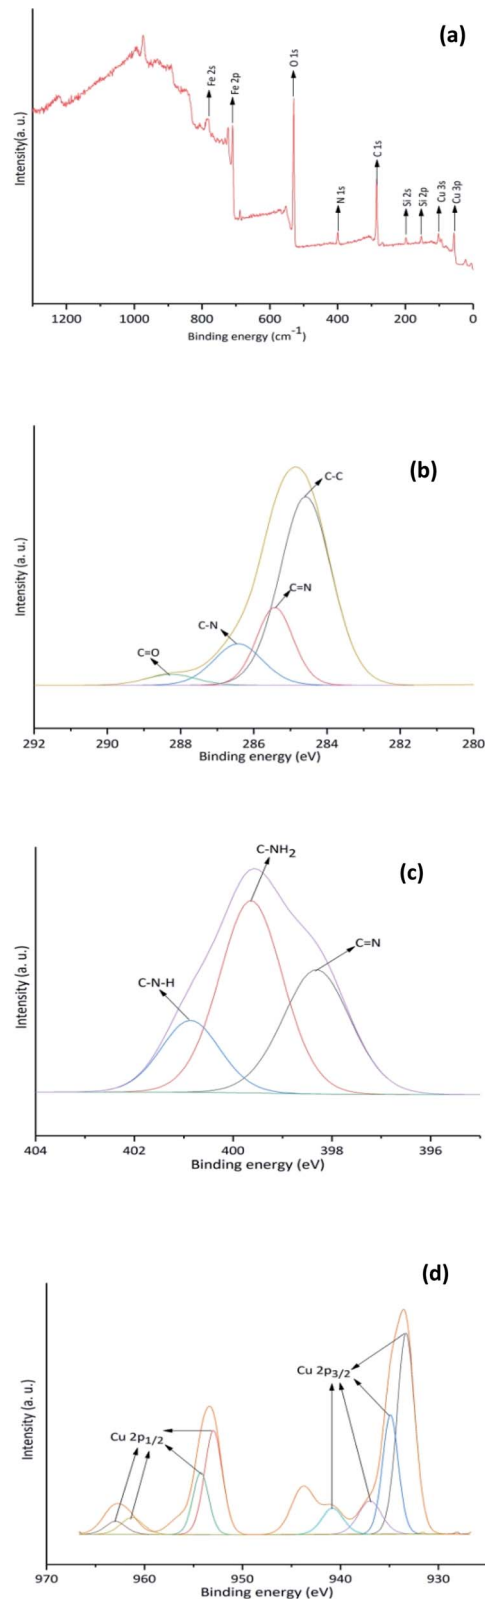 (a)
Intensity(a. u.)
Fe 2s
Fe 2p
O 1s
N 1s
C 1s
Si 2s
Si 2p
Cu 3s
Cu 3p
1200 1000 800 600 400 200 0
Binding energy (cm-1)
(b)
Intensity (a. u.)
C-C
C=N
C-N
C=O
292 290 288 286 284 282 280
Binding energy (eV)
(c)
Intensity (a. u.)
C-NH2
C=N
C-N-H
404 402 400 398 396
Binding energy (eV)
(d)
Intensity (a. u.)
Cu 2p3/2
Cu 2p1/2
970 960 950 940 930
Binding energy (eV)